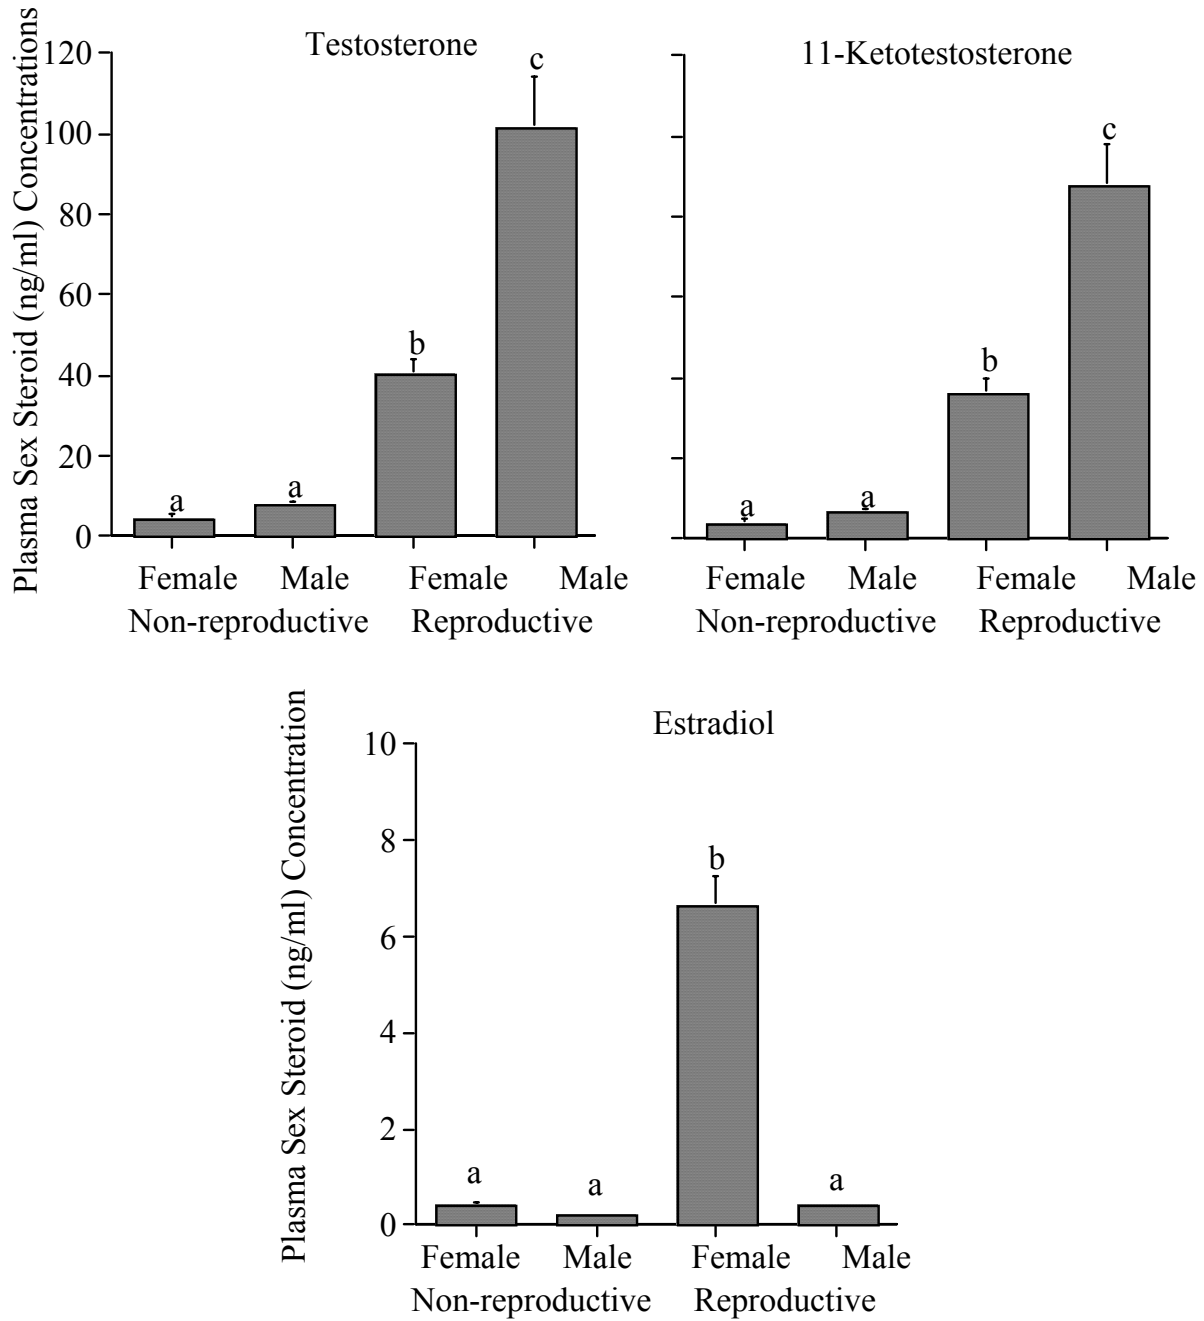 Testosterone
11-Ketotestosterone
Plasma Sex Steroid (ng/ml) Concentrations
120
100
80
60
40
20
0
a
a
b
c
a
a
b
c
Female Male Female Male
Non-reproductive Reproductive
Female Male Female Male
Non-reproductive Reproductive
Estradiol
Plasma Sex Steroid (ng/ml) Concentration
10
8
6
4
2
0
a
a
b
a
Female Male Female Male
Non-reproductive Reproductive